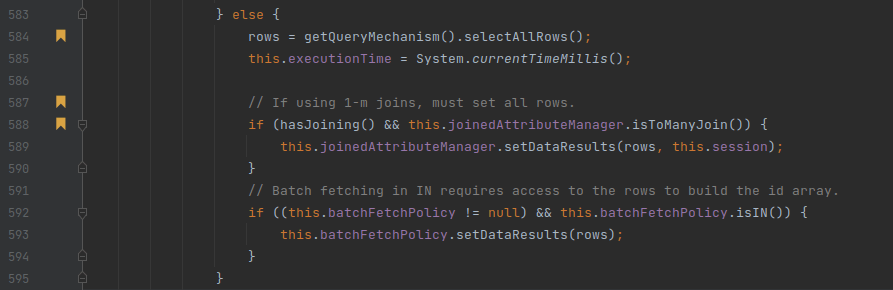 583 } else {
584 rows = getQueryMechanism().selectAllRows();
585 this.executionTime = System.currentTimeMillis();
586
587 // If using 1-m joins, must set all rows.
588 if (hasJoining() && this.joinedAttributeManager.isToManyJoin()) {
589 this.joinedAttributeManager.setDataResults(rows, this.session);
590 }
591 // Batch fetching in IN requires access to the rows to build the id array.
592 if ((this.batchFetchPolicy != null) && this.batchFetchPolicy.isIN()) {
593 this.batchFetchPolicy.setDataResults(rows);
594 }
595 }